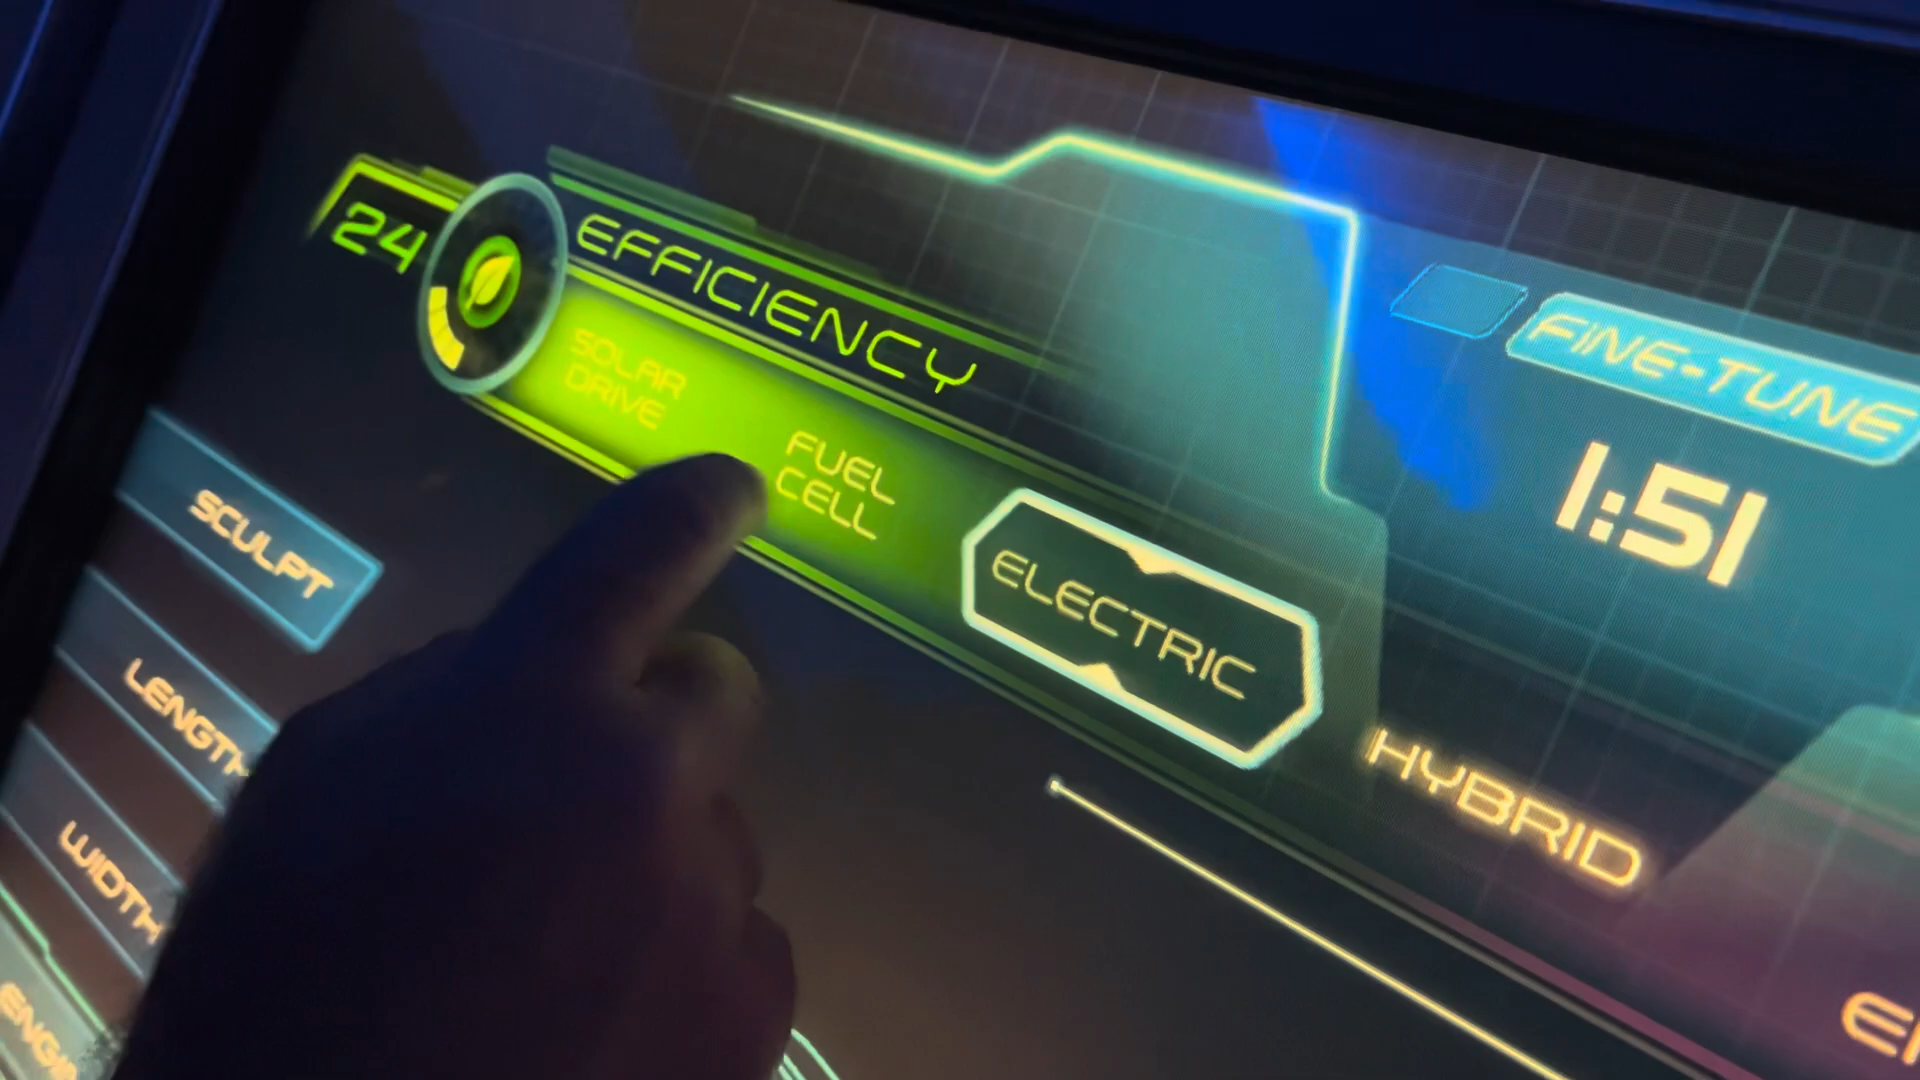 24
EFFICIENCY
SOLAR
DRIVE
FUEL
CELL
ELECTRIC
HYBRID
FINE-TUNE
1:51
SCULPT
LENGTH
WIDTH